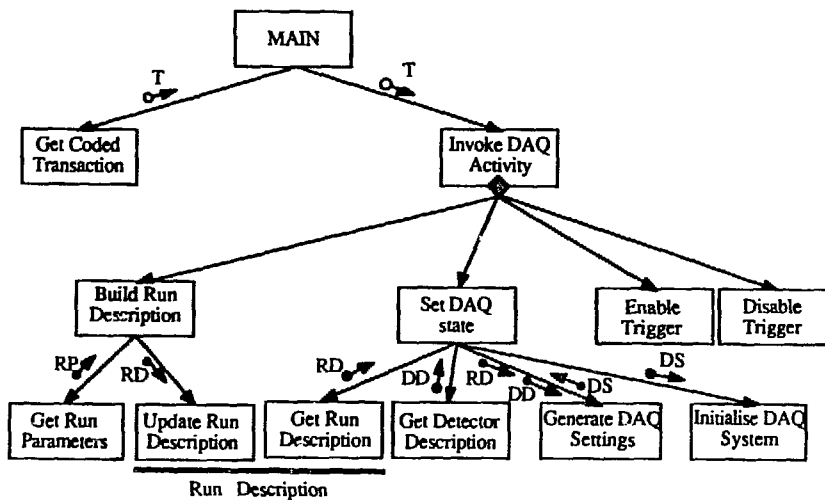 MAIN
T
T
Get Coded
Transaction
Invoke DAQ
Activity
Build Run
Description
Set DAQ
state
Enable
Trigger
Disable
Trigger
RP
RD
RD
DD
RD
DD
DS
DS
Get Run
Parameters
Update Run
Description
Get Run
Description
Get Detector
Description
Generate DAQ
Settings
Initialise DAQ
System
Run Description